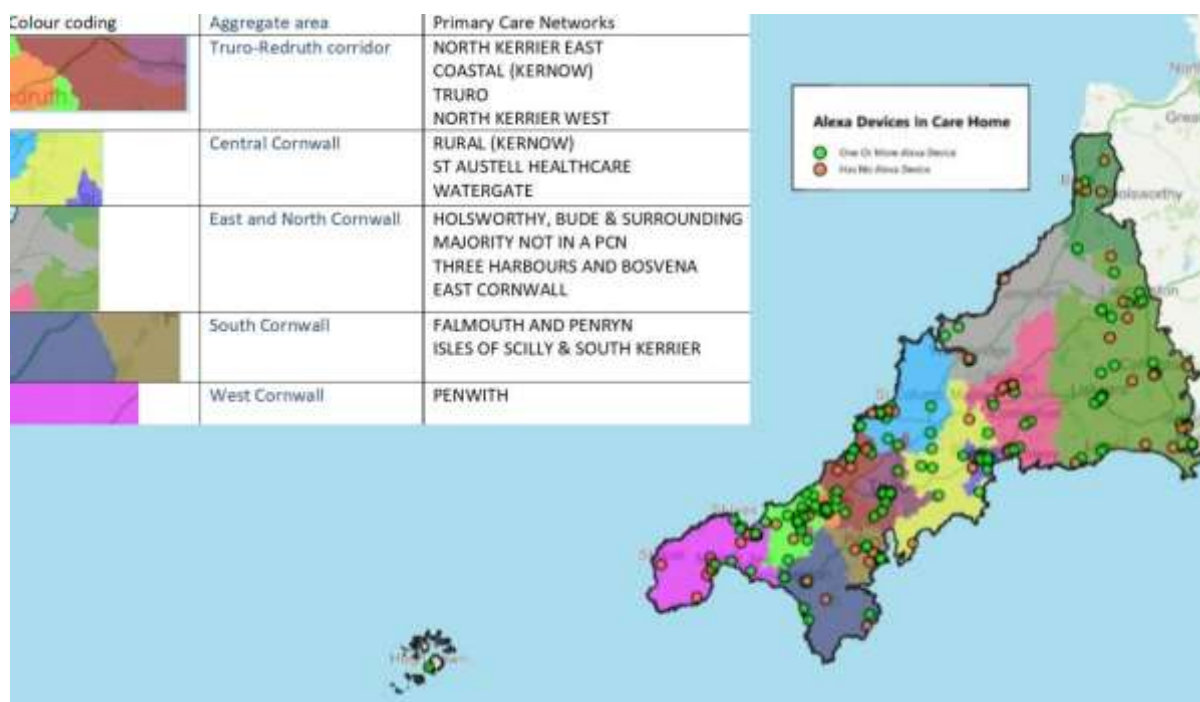 Colour coding Aggregate area Primary Care Networks
Truro-Redruth corridor NORTH KERRIER EAST
COASTAL (KERNOW)
TRURO
NORTH KERRIER WEST
Central Cornwall RURAL (KERNOW)
ST AUSTELL HEALTHCARE
WATERGATE
East and North Cornwall HOLSWORTHY, BUDE & SURROUNDING
MAJORITY NOT IN A PCN
THREE HARBOURS AND BOSVENA
EAST CORNWALL
South Cornwall FALMOUTH AND PENRYN
ISLES OF SCILLY & SOUTH KERRIER
West Cornwall PENWITH
Alexa Devices In Care Home
One Or More Alexa Device
Has No Alexa Device